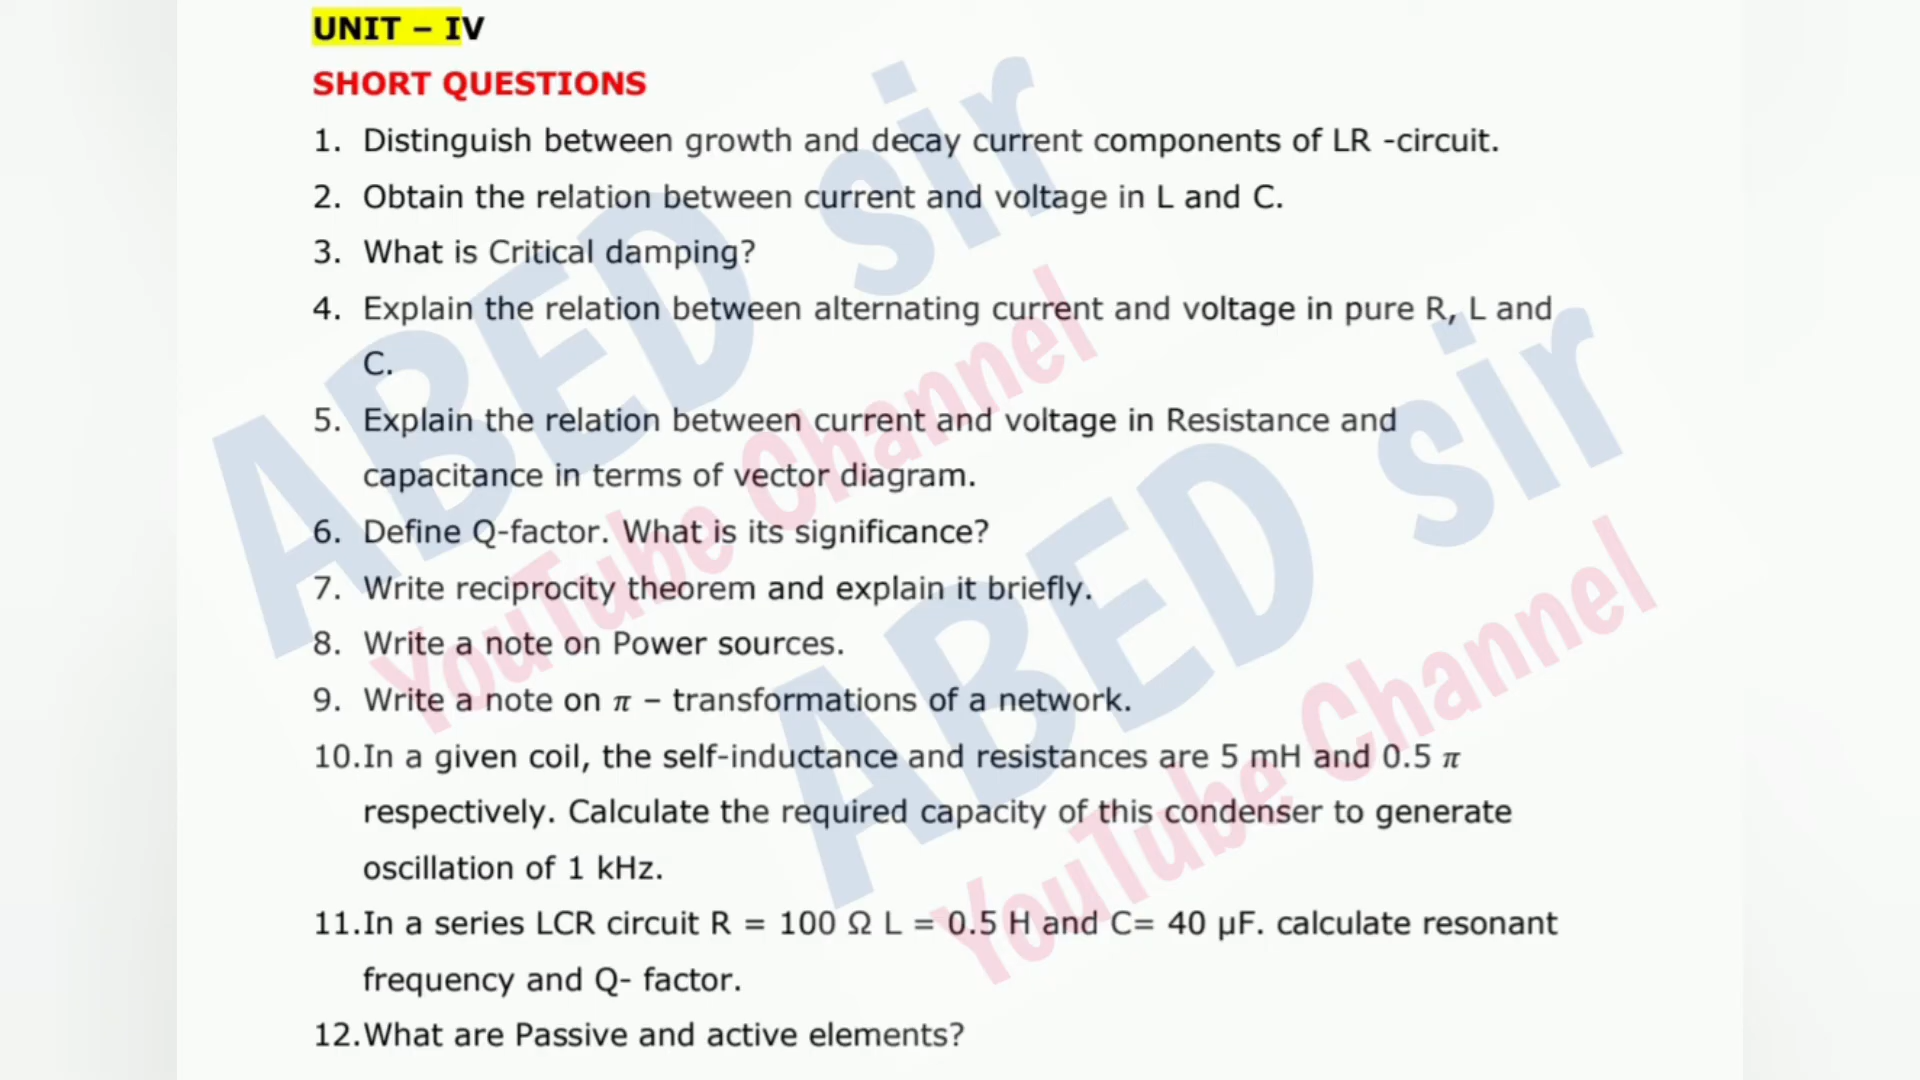 UNIT – IV
SHORT QUESTIONS
1. Distinguish between growth and decay current components of LR -circuit.
2. Obtain the relation between current and voltage in L and C.
3. What is Critical damping?
4. Explain the relation between alternating current and voltage in pure R, L and
C.
5. Explain the relation between current and voltage in Resistance and
capacitance in terms of vector diagram.
6. Define Q-factor. What is its significance?
7. Write reciprocity theorem and explain it briefly.
8. Write a note on Power sources.
9. Write a note on π – transformations of a network.
10.In a given coil, the self-inductance and resistances are 5 mH and 0.5 π
respectively. Calculate the required capacity of this condenser to generate
oscillation of 1 kHz.
11.In a series LCR circuit R = 100 Ω L = 0.5 H and C= 40 µF. calculate resonant
frequency and Q- factor.
12.What are Passive and active elements?
ABED sir
YouTube Channel
ABED sir
YouTube Channel